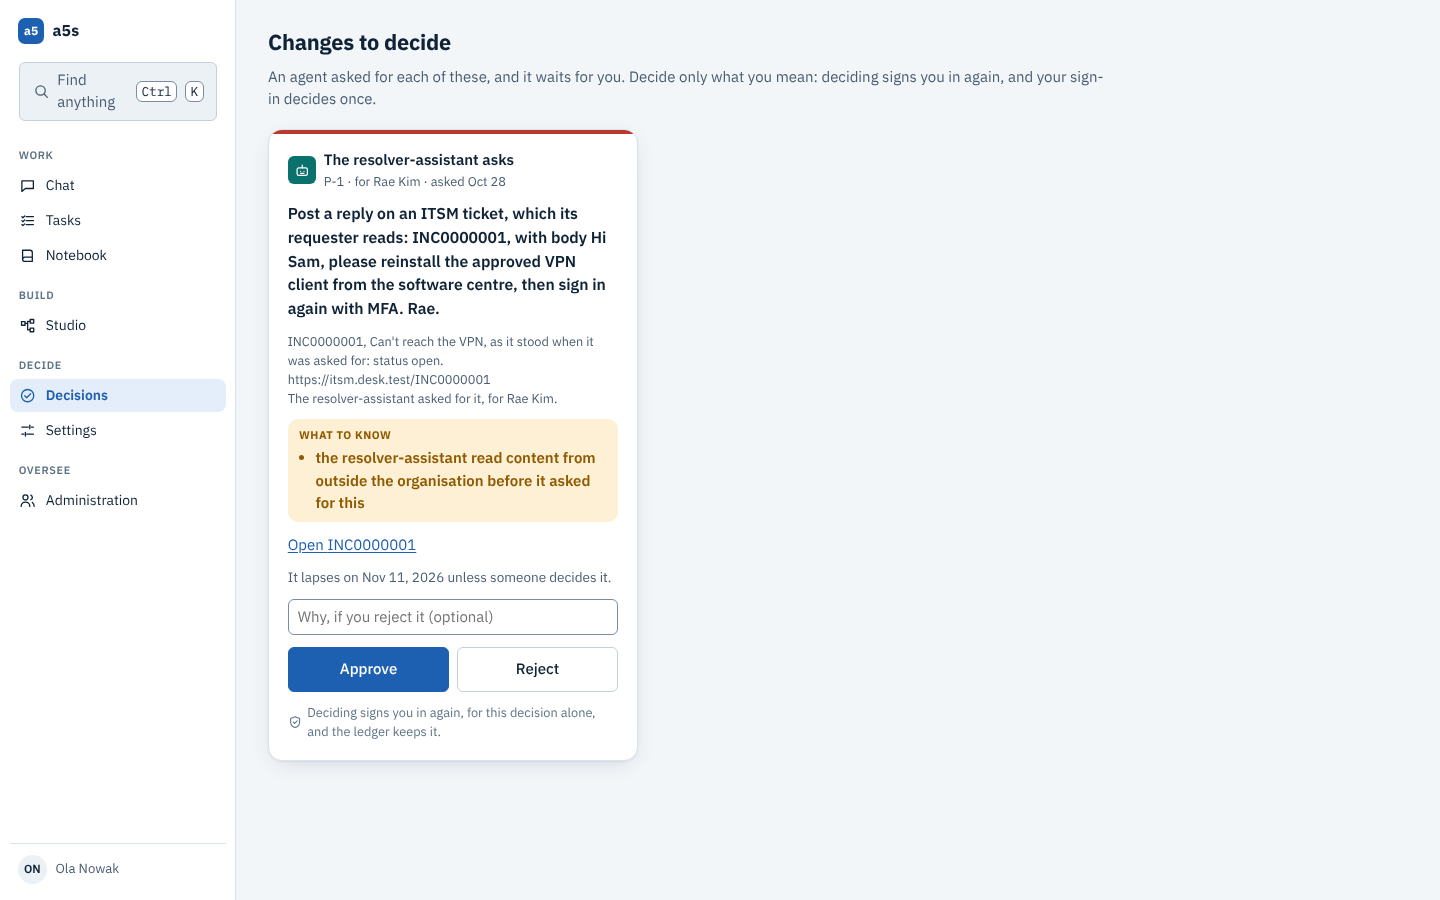 a5 a5s
Find
anything
Ctrl K
WORK
Chat
Tasks
Notebook
BUILD
Studio
DECIDE
Decisions
Settings
OVERSEE
Administration
ON Ola Nowak
Changes to decide
An agent asked for each of these, and it waits for you. Decide only what you mean: deciding signs you in again, and your sign-
in decides once.
The resolver-assistant asks
P-1 · for Rae Kim · asked Oct 28
Post a reply on an ITSM ticket, which its
requester reads: INC0000001, with body Hi
Sam, please reinstall the approved VPN
client from the software centre, then sign in
again with MFA. Rae.
INC0000001, Can't reach the VPN, as it stood when it
was asked for: status open.
https://itsm.desk.test/INC0000001
The resolver-assistant asked for it, for Rae Kim.
WHAT TO KNOW
• the resolver-assistant read content from
outside the organisation before it asked
for this
Open INC0000001
It lapses on Nov 11, 2026 unless someone decides it.
Why, if you reject it (optional)
Approve Reject
Deciding signs you in again, for this decision alone,
and the ledger keeps it.